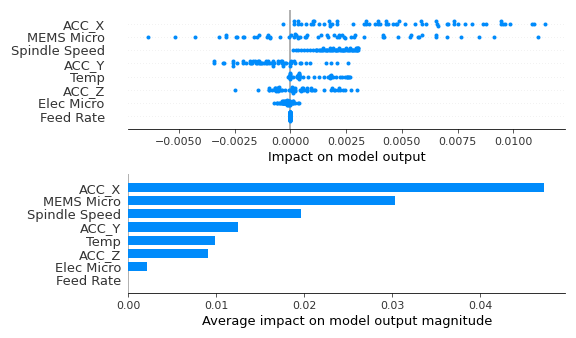 ACC_X
MEMS Micro
Spindle Speed
ACC_Y
Temp
ACC_Z
Elec Micro
Feed Rate
−0.0050 −0.0025 0.0000 0.0025 0.0050 0.0075 0.0100
Impact on model output
ACC_X
MEMS Micro
Spindle Speed
ACC_Y
Temp
ACC_Z
Elec Micro
Feed Rate
0.00 0.01 0.02 0.03 0.04
Average impact on model output magnitude